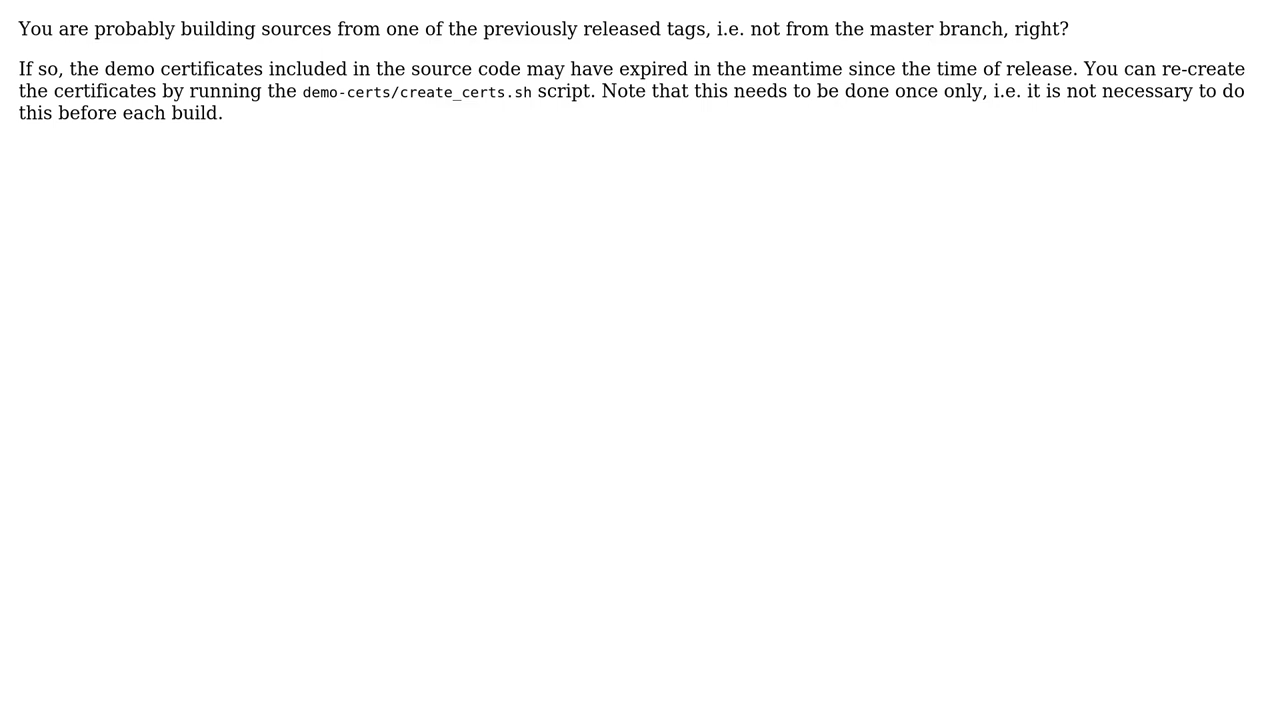 You are probably building sources from one of the previously released tags, i.e. not from the master branch, right?
If so, the demo certificates included in the source code may have expired in the meantime since the time of release. You can re-create
the certificates by running the demo-certs/create_certs.sh script. Note that this needs to be done once only, i.e. it is not necessary to do
this before each build.